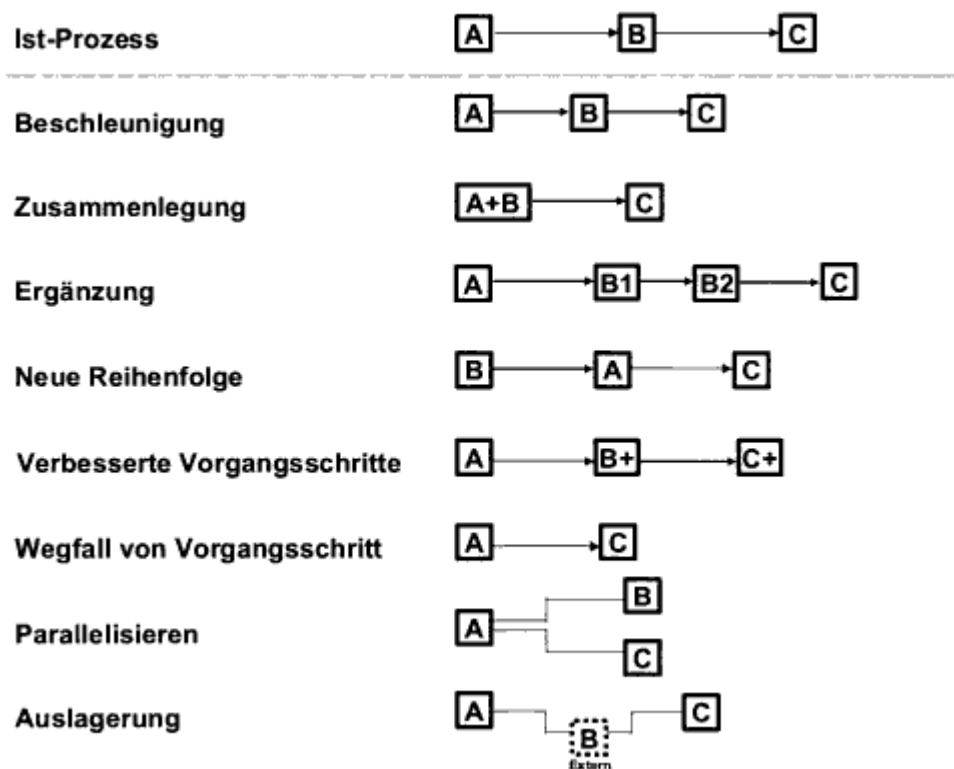 Ist-Prozess A B C
Beschleunigung A B C
Zusammenlegung A+B C
Ergänzung A B1 B2 C
Neue Reihenfolge B A C
Verbesserte Vorgangsschritte A B+ C+
Wegfall von Vorgangsschritt A C
B
Parallelisieren A
C
Auslagerung A C
B
Extern